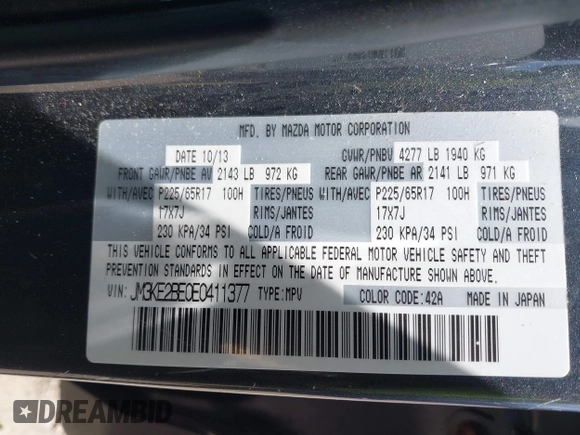 MFD. BY MAZDA MOTOR CORPORATION
DATE 10/13 GVWR/PNBV 4277 LB 1940 KG
FRONT GAWR/PNBE AV 2143 LB 972 KG REAR GAWR/PNBE AR 2141 LB 971 KG
WITH/AVEC P225/65R17 100H TIRES/PNEUS WITH/AVEC P225/65R17 100H TIRES/PNEUS
17X7J RIMS/JANTES 17X7J RIMS/JANTES
230 KPA/34 PSI COLD/A FROID 230 KPA/34 PSI COLD/A FROID
THIS VEHICLE CONFORMS TO ALL APPLICABLE FEDERAL MOTOR VEHICLE SAFETY AND THEFT
PREVENTION STANDARDS IN EFFECT ON THE DATE OF MANUFACTURE SHOWN ABOVE.
VIN: JM3KE2BE0E0411377 TYPE:MPV COLOR CODE:42A MADE IN JAPAN
DREAMBID